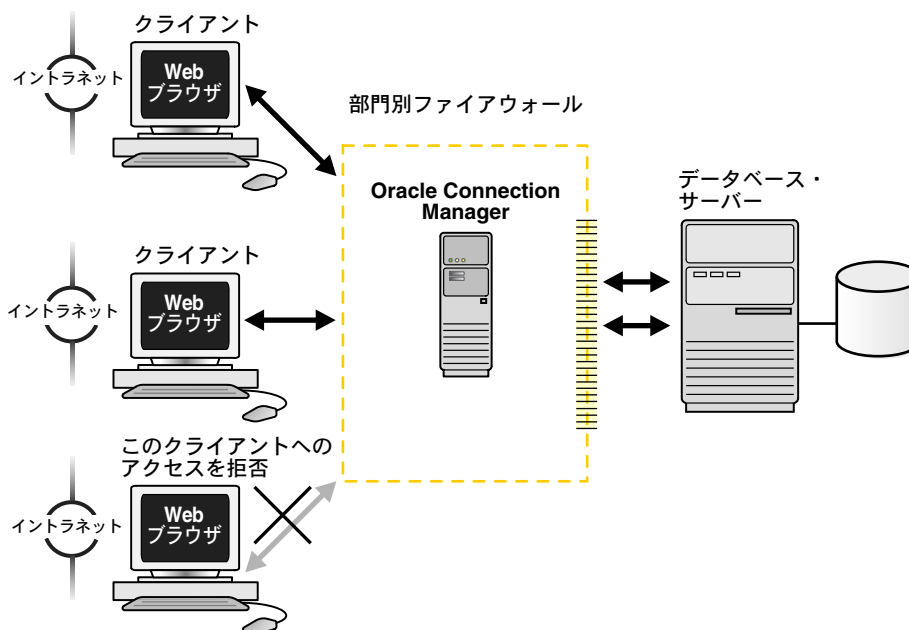 クライアント
イントラネット
Web
ブラウザ
部門別ファイアウォール
Oracle Connection
Manager
データベース・
サーバー
クライアント
イントラネット
Web
ブラウザ
このクライアントへの
アクセスを拒否
イントラネット
Web
ブラウザ